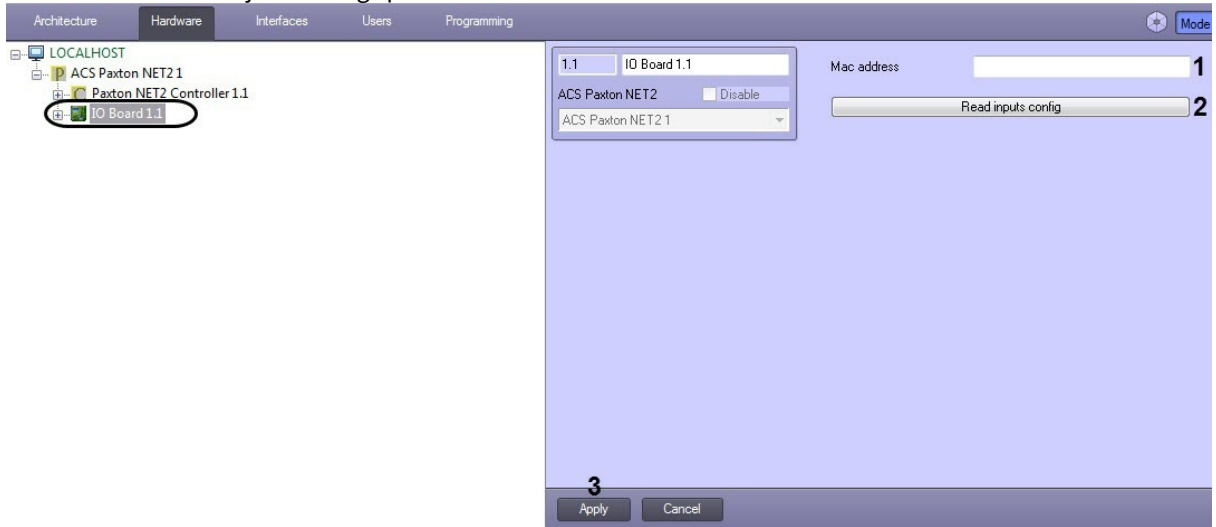 Architecture Hardware Interfaces Users Programming Mode
LOCALHOST
ACS Paxton NET2 1
Paxton NET2 Controller 1.1
IO Board 1.1
1.1 IO Board 1.1
ACS Paxton NET2 Disable
ACS Paxton NET2 1
Mac address 1
Read inputs config 2
3
Apply Cancel